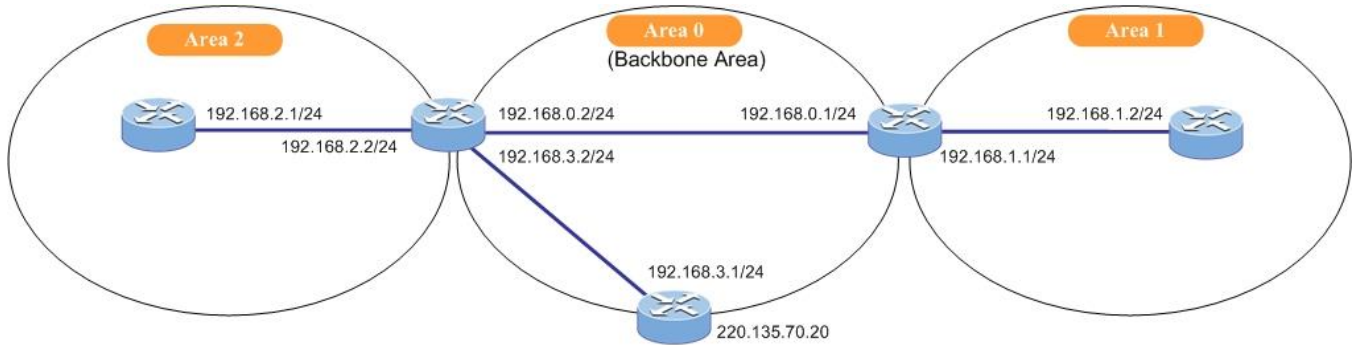 Area 2
Area 0
(Backbone Area)
Area 1
192.168.2.1/24
192.168.2.2/24
192.168.0.2/24
192.168.3.2/24
192.168.0.1/24
192.168.1.1/24
192.168.1.2/24
192.168.3.1/24
220.135.70.20